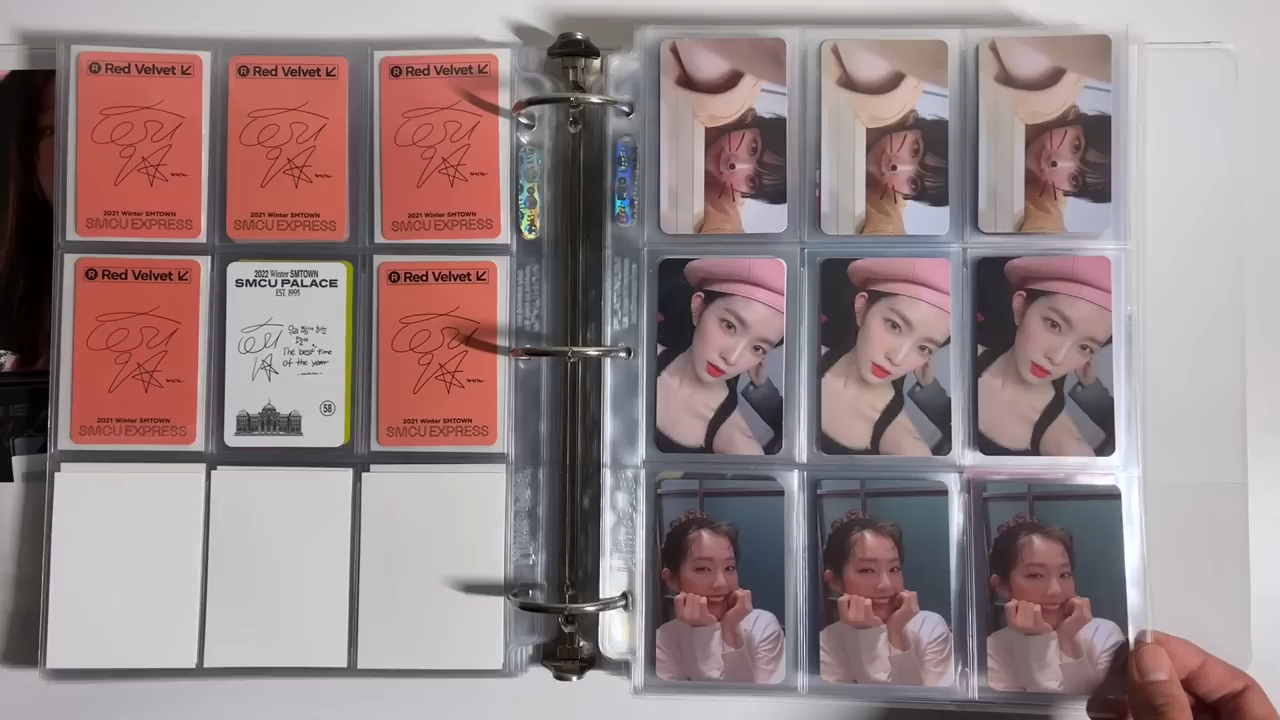 R Red Velvet
2021 Winter SMTOWN
SMCU EXPRESS
R Red Velvet
2021 Winter SMTOWN
SMCU EXPRESS
R Red Velvet
2021 Winter SMTOWN
SMCU EXPRESS
R Red Velvet
2021 Winter SMTOWN
SMCU EXPRESS
2022 Winter SMTOWN
SMCU PALACE
EST. 1995
The best time
of the year
58
R Red Velvet
2021 Winter SMTOWN
SMCU EXPRESS